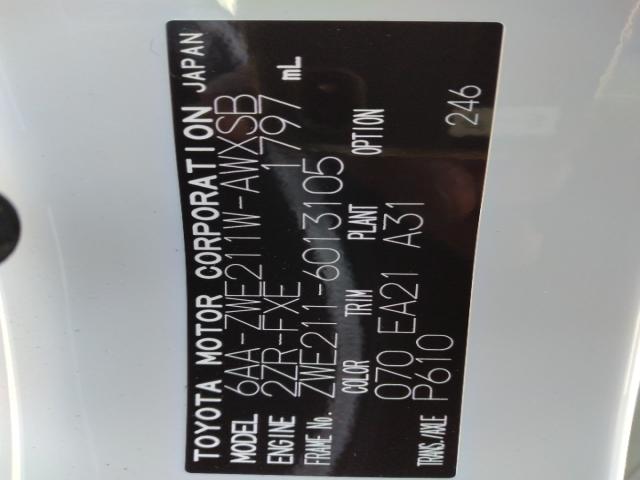 TOYOTA MOTOR CORPORATION JAPAN
MODEL 6AA-ZWE211W-AWXSB
ENGINE 2ZR-FXE 1797 mL
FRAME No. ZWE211-6013105
COLOR TRIM PLANT OPTION
070 EA21 A31
TRANS./AXLE P610 246